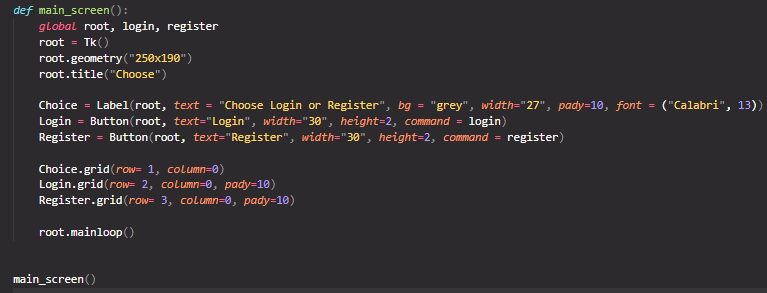 def main_screen():
    global root, login, register
    root = Tk()
    root.geometry("250x190")
    root.title("Choose")
    Choice = Label(root, text = "Choose Login or Register", bg = "grey", width="27", pady=10, font = ("Calabri", 13))
    Login = Button(root, text="Login", width="30", height=2, command = login)
    Register = Button(root, text="Register", width="30", height=2, command = register)
    Choice.grid(row= 1, column=0)
    Login.grid(row= 2, column=0, pady=10)
    Register.grid(row= 3, column=0, pady=10)
    root.mainloop()
main_screen()